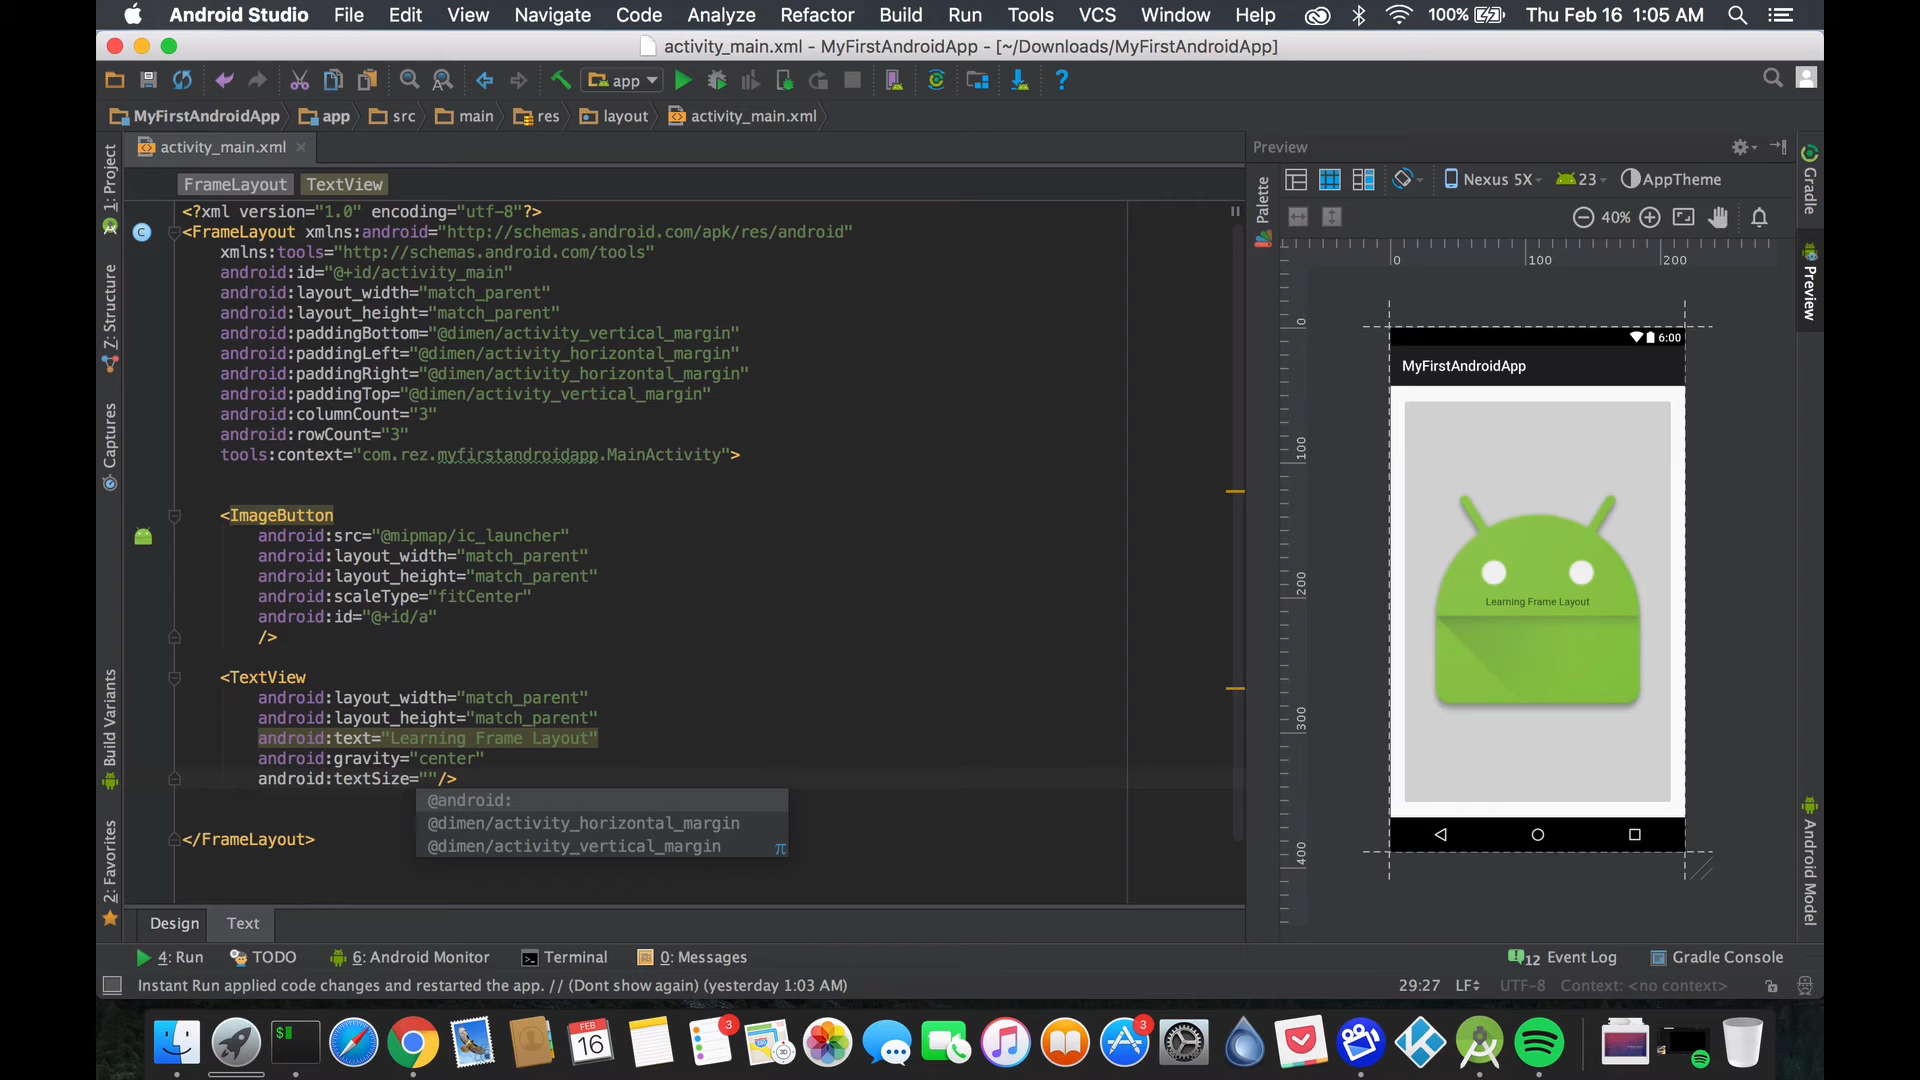 Android Studio File Edit View Navigate Code Analyze Refactor Build Run Tools VCS Window Help 100% Thu Feb 16 1:05 AM
activity_main.xml - MyFirstAndroidApp - [~/Downloads/MyFirstAndroidApp]
app
MyFirstAndroidApp app src main res layout activity_main.xml
activity_main.xml
FrameLayout TextView
<?xml version="1.0" encoding="utf-8"?>
<FrameLayout xmlns:android="http://schemas.android.com/apk/res/android"
xmlns:tools="http://schemas.android.com/tools"
android:id="@+id/activity_main"
android:layout_width="match_parent"
android:layout_height="match_parent"
android:paddingBottom="@dimen/activity_vertical_margin"
android:paddingLeft="@dimen/activity_horizontal_margin"
android:paddingRight="@dimen/activity_horizontal_margin"
android:paddingTop="@dimen/activity_vertical_margin"
android:columnCount="3"
android:rowCount="3"
tools:context="com.rez.myfirstandroidapp.MainActivity">
<ImageButton
android:src="@mipmap/ic_launcher"
android:layout_width="match_parent"
android:layout_height="match_parent"
android:scaleType="fitCenter"
android:id="@+id/a"
/>
<TextView
android:layout_width="match_parent"
android:layout_height="match_parent"
android:text="Learning Frame Layout"
android:gravity="center"
android:textSize=""/>
@android:
@dimen/activity_horizontal_margin
@dimen/activity_vertical_margin
π
</FrameLayout>
1: Project
7: Structure
Captures
Build Variants
2: Favorites
Preview
Palette
Nexus 5X 23 AppTheme
40%
0 100 200
0
100
200
300
400
6:00
MyFirstAndroidApp
Learning Frame Layout
Gradle
Preview
Android Model
Design Text
4: Run TODO 6: Android Monitor Terminal 0: Messages 12 Event Log Gradle Console
Instant Run applied code changes and restarted the app. // (Dont show again) (yesterday 1:03 AM) 29:27 LF UTF-8 Context: <no context>
$
FEB
16
3
30
3